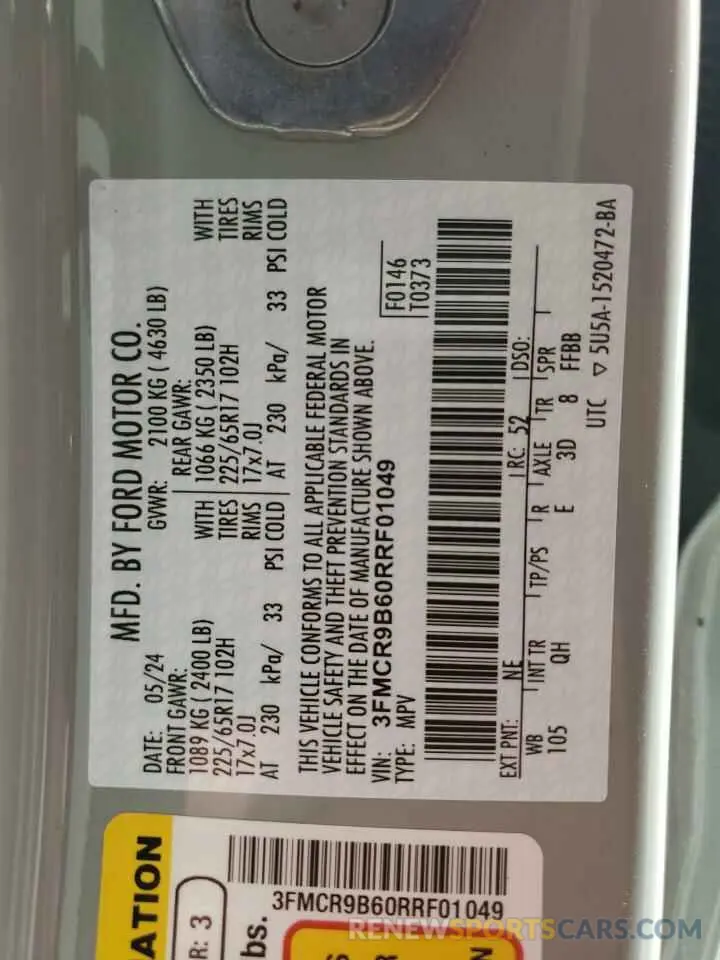 MFD. BY FORD MOTOR CO.
DATE: 05/24 GVWR: 2100 KG ( 4630 LB)
FRONT GAWR: REAR GAWR:
1089 KG ( 2400 LB) WITH 1066 KG ( 2350 LB) WITH
225/65R17 102H TIRES 225/65R17 102H TIRES
17x7.0J RIMS 17x7.0J RIMS
AT 230 kPa/ 33 PSI COLD AT 230 kPa/ 33 PSI COLD
THIS VEHICLE CONFORMS TO ALL APPLICABLE FEDERAL MOTOR
VEHICLE SAFETY AND THEFT PREVENTION STANDARDS IN
EFFECT ON THE DATE OF MANUFACTURE SHOWN ABOVE.
VIN: 3FMCR9B60RRF01049
TYPE: MPV
F0146
T0373
EXT PNT: NE RC: 52 DSO:
WB INT TR TP/PS R AXLE TR SPR
105 QH E 3D 8 FFBB
UTC ▽ 5U5A-1520472-BA
ATION
R: 3
bs.
3FMCR9B60RRF01049
S
R
N
RENEWSPORTSCARS.COM